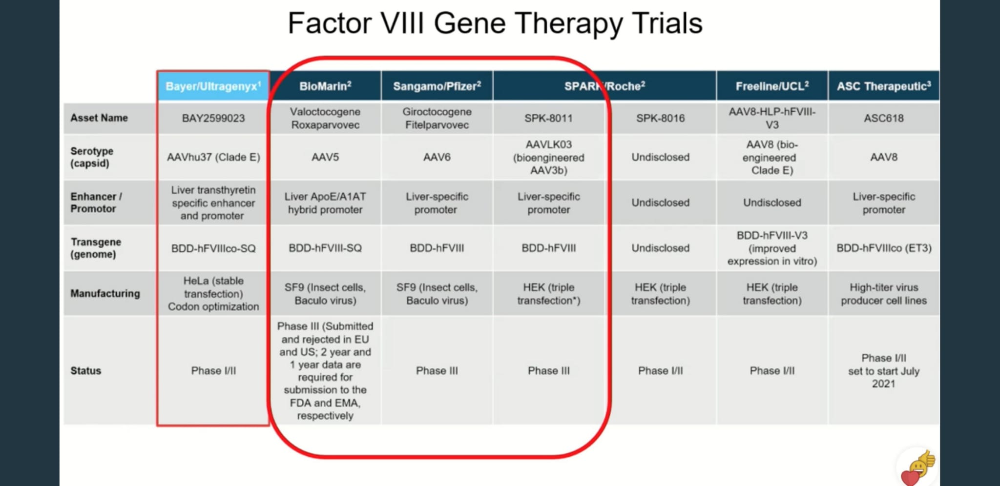 Factor VIII Gene Therapy Trials
Bayer/Ultragenyx¹
BioMarin²
Sangamo/Pfizer²
SPARK/Roche²
Freeline/UCL²
ASC Therapeutic³
Asset Name
BAY2599023
Valoctocogene
Roxaparvovec
Giroctocogene
Fitelparvovec
SPK-8011
SPK-8016
AAV8-HLP-hFVIII-
V3
ASC618
Serotype
(capsid)
AAVhu37 (Clade E)
AAV5
AAV6
AAVLK03
(bioengineered
AAV3b)
Undisclosed
AAV8 (bio-
engineered
Clade E)
AAV8
Enhancer /
Promotor
Liver transthyretin
specific enhancer
and promoter
Liver ApoE/A1AT
hybrid promoter
Liver-specific
promoter
Liver-specific
promoter
Undisclosed
Undisclosed
Liver-specific
promoter
Transgene
(genome)
BDD-hFVIIIco-SQ
BDD-hFVIII-SQ
BDD-hFVIII
BDD-hFVIII
Undisclosed
BDD-hFVIII-V3
(improved
expression in vitro)
BDD-hFVIIIco (ET3)
Manufacturing
HeLa (stable
transfection)
Codon optimization
SF9 (Insect cells,
Baculo virus)
SF9 (Insect cells,
Baculo virus)
HEK (triple
transfection*)
HEK (triple
transfection)
HEK (triple
transfection)
High-titer virus
producer cell lines
Status
Phase I/II
Phase III (Submitted
and rejected in EU
and US; 2 year and
1 year data are
required for
submission to the
FDA and EMA,
respectively
Phase III
Phase III
Phase I/II
Phase I/II
Phase I/II
set to start July
2021